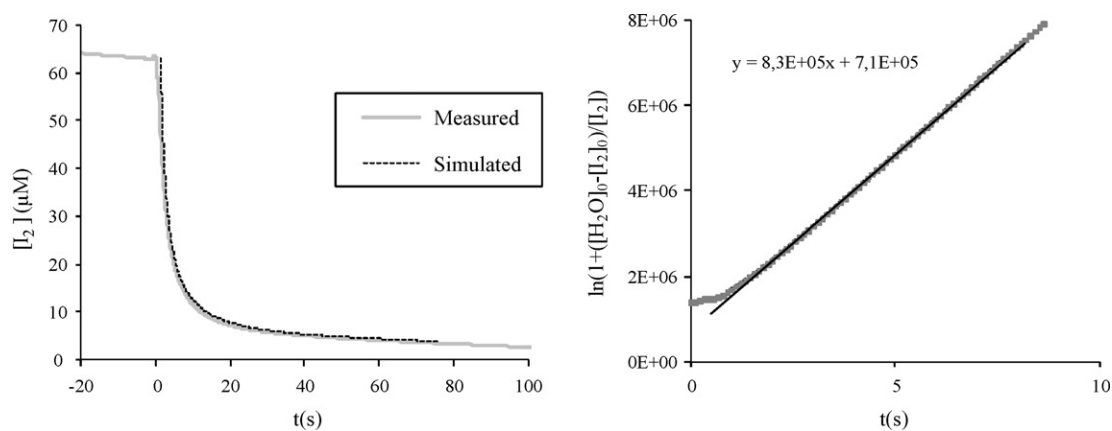 70
60
50
40
30
20
10
0
[I₂] (μM)
-20 0 20 40 60 80 100
t(s)
Measured
Simulated
8E+06
6E+06
4E+06
2E+06
0E+00
ln(1+([H₂O]₀-[I₂]₀)/[I₂])
y = 8,3E+05x + 7,1E+05
0 5 10
t(s)